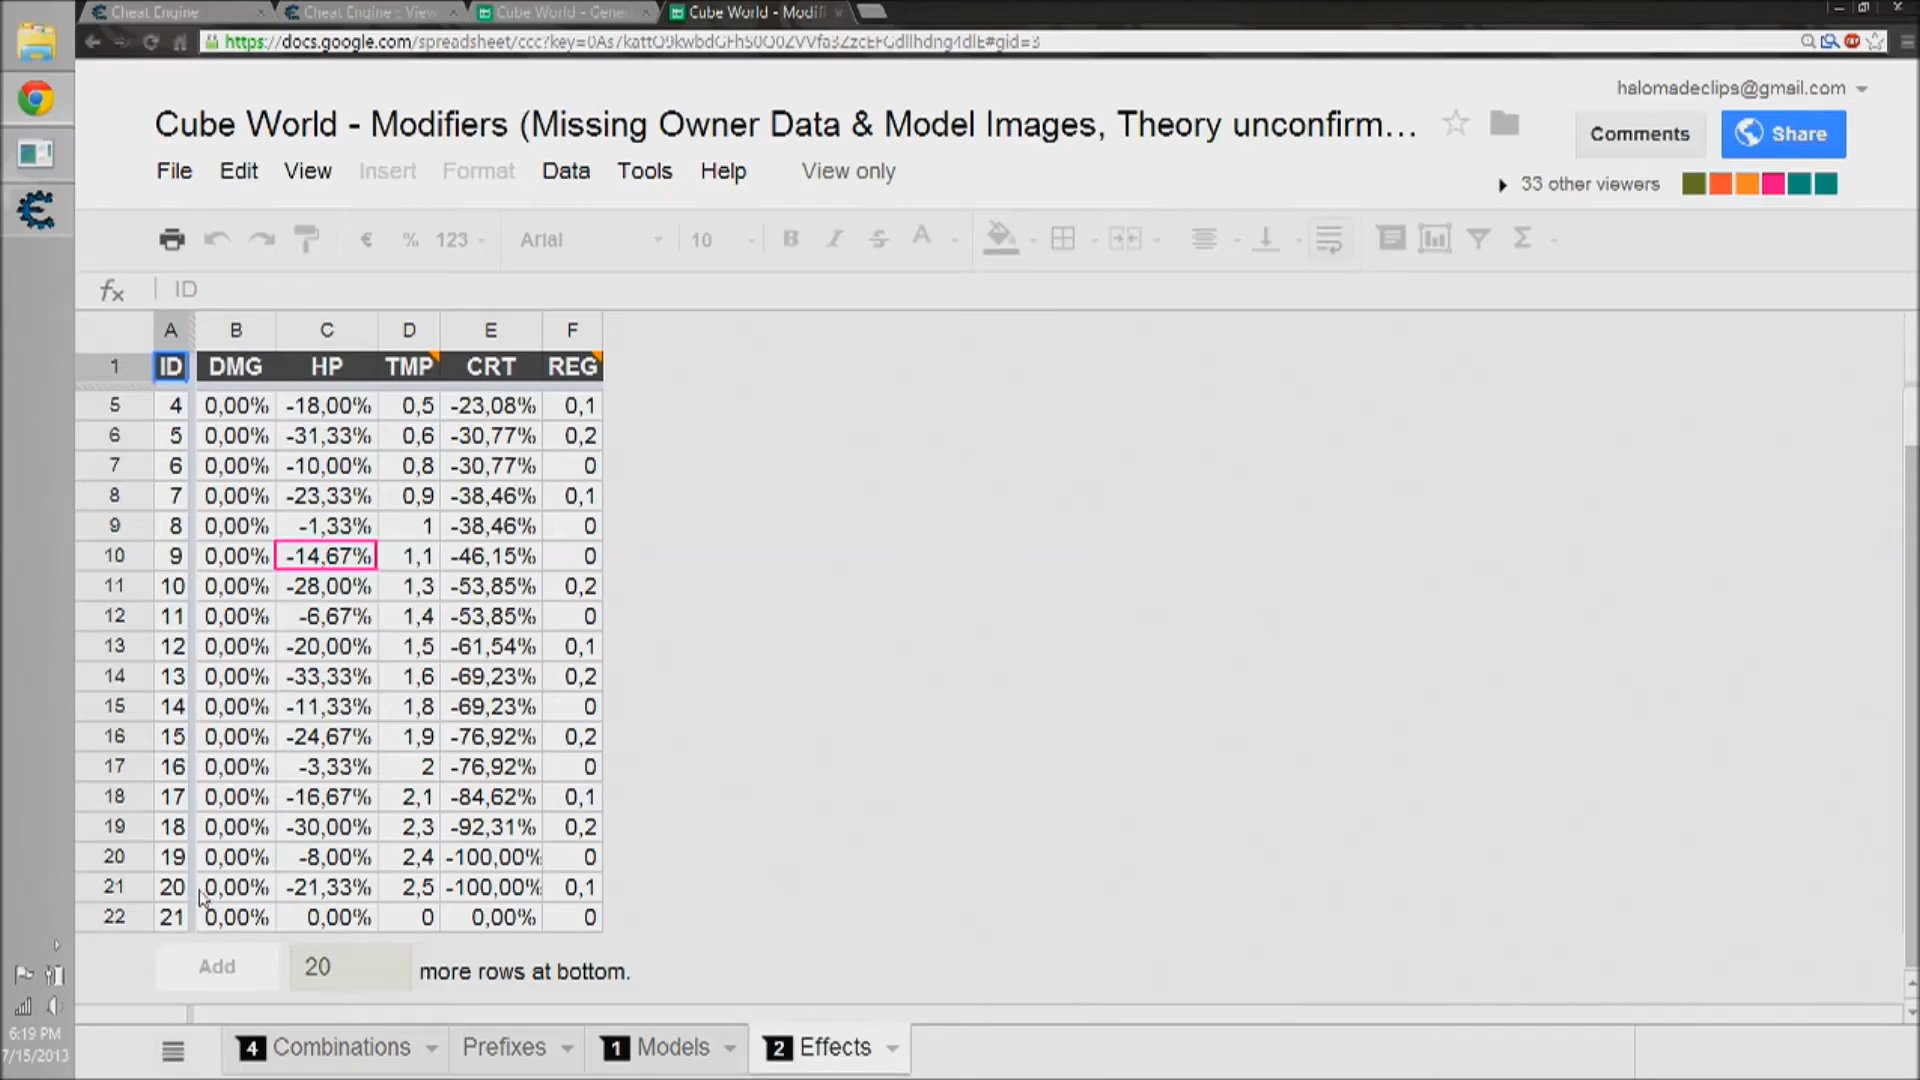 Cheat Engine
Cheat Engine :: View
Cube World - Gener
Cube World - Modifi
Cube World - Modifiers (Missing Owner Data & Model Images, Theory unconfirm...
halomadeclips@gmail.com
Comments
Share
File Edit View Insert Format Data Tools Help View only
33 other viewers
€ % 123 Arial 10 B I S A Σ
fx ID
A B C D E F
1 ID DMG HP TMP CRT REG
5 4 0,00% -18,00% 0,5 -23,08% 0,1
6 5 0,00% -31,33% 0,6 -30,77% 0,2
7 6 0,00% -10,00% 0,8 -30,77% 0
8 7 0,00% -23,33% 0,9 -38,46% 0,1
9 8 0,00% -1,33% 1 -38,46% 0
10 9 0,00% -14,67% 1,1 -46,15% 0
11 10 0,00% -28,00% 1,3 -53,85% 0,2
12 11 0,00% -6,67% 1,4 -53,85% 0
13 12 0,00% -20,00% 1,5 -61,54% 0,1
14 13 0,00% -33,33% 1,6 -69,23% 0,2
15 14 0,00% -11,33% 1,8 -69,23% 0
16 15 0,00% -24,67% 1,9 -76,92% 0,2
17 16 0,00% -3,33% 2 -76,92% 0
18 17 0,00% -16,67% 2,1 -84,62% 0,1
19 18 0,00% -30,00% 2,3 -92,31% 0,2
20 19 0,00% -8,00% 2,4 -100,00% 0
21 20 0,00% -21,33% 2,5 -100,00% 0,1
22 21 0,00% 0,00% 0 0,00% 0
Add 20 more rows at bottom.
4 Combinations Prefixes 1 Models 2 Effects
6:19 PM
7/15/2013